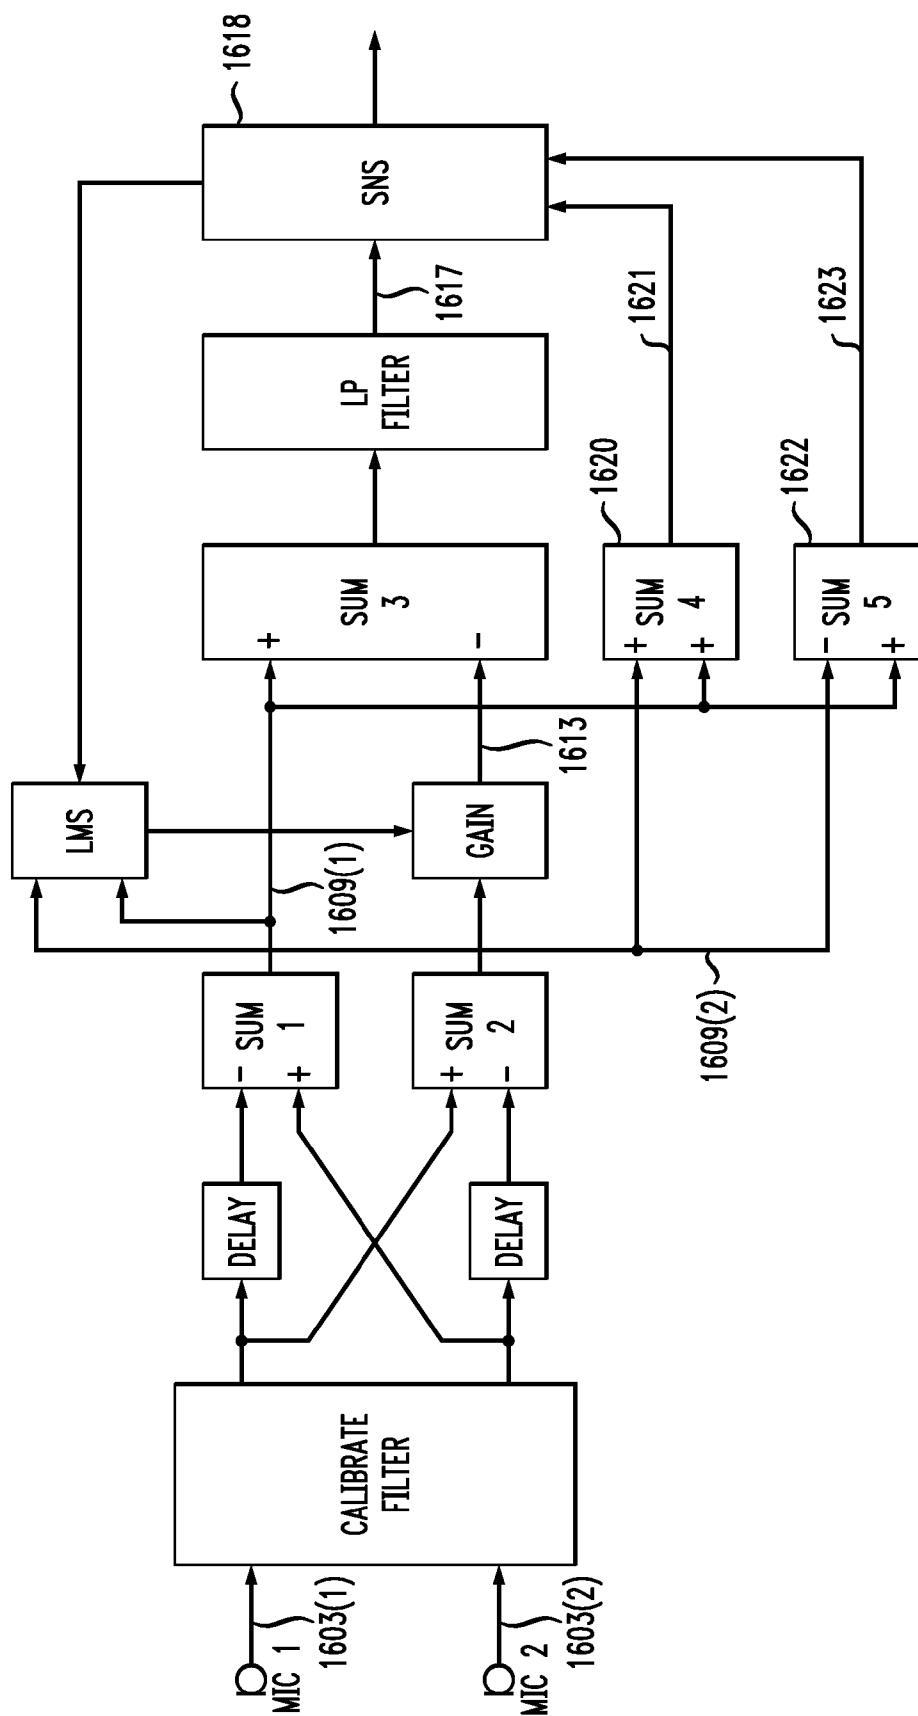 MIC 1
1603(1)
MIC 2
1603(2)
CALIBRATE
FILTER
DELAY
DELAY
-
SUM
1
+
+
SUM
2
-
1609(1)
1609(2)
LMS
GAIN
1613
+
SUM
3
-
+
SUM
4
+
1620
-
SUM
5
+
1622
LP
FILTER
1617
1621
1623
SNS
1618